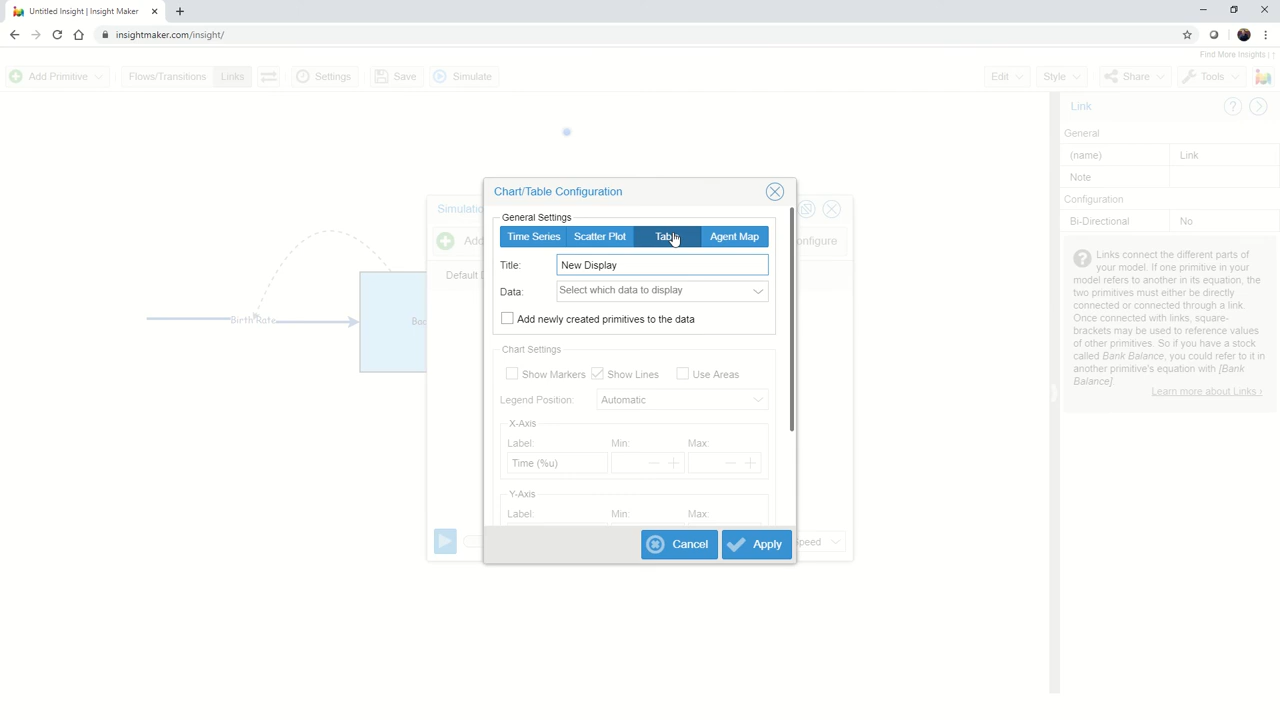 Untitled Insight | Insight Maker
insightmaker.com/insight/
Find More Insights | ↑
Add Primitive
Flows/Transitions
Links
Settings
Save
Simulate
Edit
Style
Share
Tools
Link
General
(name) Link
Note
Configuration
Bi-Directional No
Links connect the different parts of
your model. If one primitive in your
model refers to another in its equation, the
two primitives must either be directly
connected or connected through a link.
Once connected with links, square-
brackets may be used to reference values
of other primitives. So if you have a stock
called Bank Balance, you could refer to it in
another primitive's equation with [Bank
Balance].
Learn more about Links ›
Birth Rate
Chart/Table Configuration
General Settings
Time Series
Scatter Plot
Table
Agent Map
Title: New Display
Data: Select which data to display
Add newly created primitives to the data
Chart Settings
Show Markers
Show Lines
Use Areas
Legend Position: Automatic
X-Axis
Label: Min: Max:
Time (%u)
Y-Axis
Label: Min: Max:
Cancel
Apply